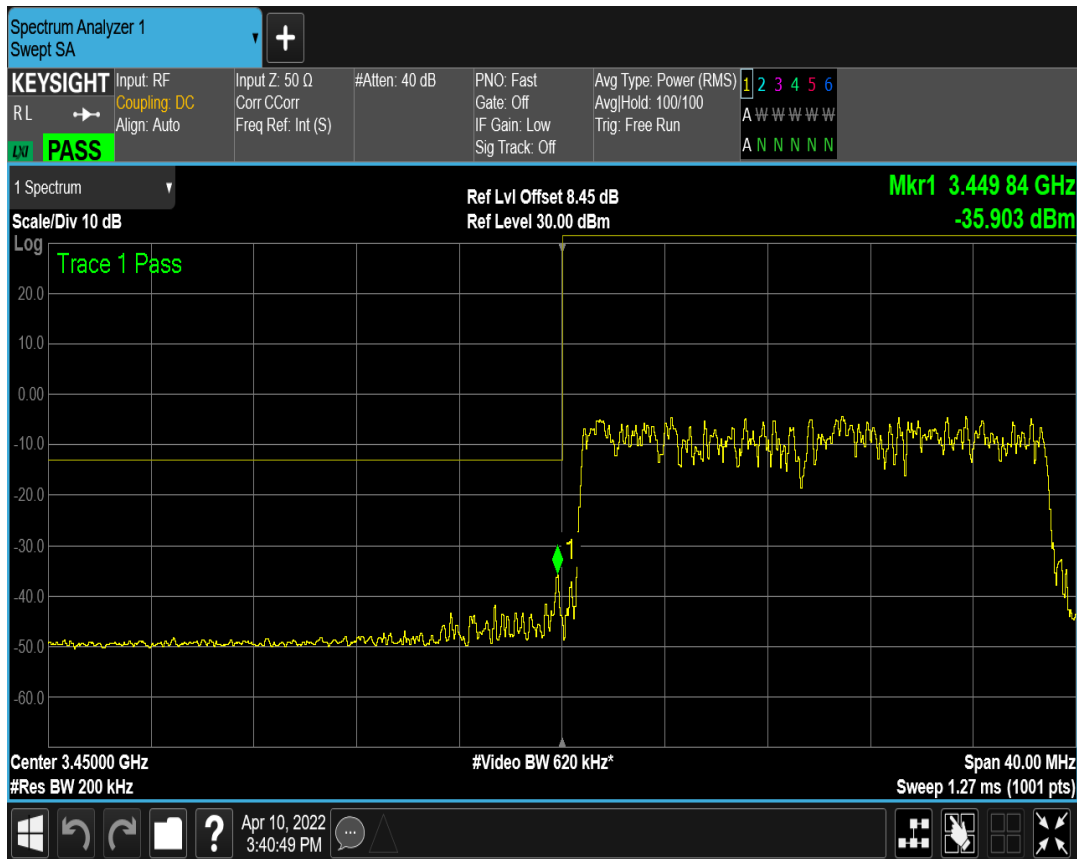 Spectrum Analyzer 1
Swept SA
+
KEYSIGHT
RL
LXI PASS
Input: RF
Coupling: DC
Align: Auto
Input Z: 50 Ω
Corr CCorr
Freq Ref: Int (S)
#Atten: 40 dB
PNO: Fast
Gate: Off
IF Gain: Low
Sig Track: Off
Avg Type: Power (RMS)
Avg|Hold: 100/100
Trig: Free Run
1 2 3 4 5 6
A W W W W W
A N N N N N
1 Spectrum
Scale/Div 10 dB
Ref Lvl Offset 8.45 dB
Ref Level 30.00 dBm
Mkr1 3.449 84 GHz
-35.903 dBm
Log
Trace 1 Pass
20.0
10.0
0.00
-10.0
-20.0
-30.0
1
-40.0
-50.0
-60.0
Center 3.45000 GHz
#Res BW 200 kHz
#Video BW 620 kHz*
Span 40.00 MHz
Sweep 1.27 ms (1001 pts)
?
Apr 10, 2022
3:40:49 PM